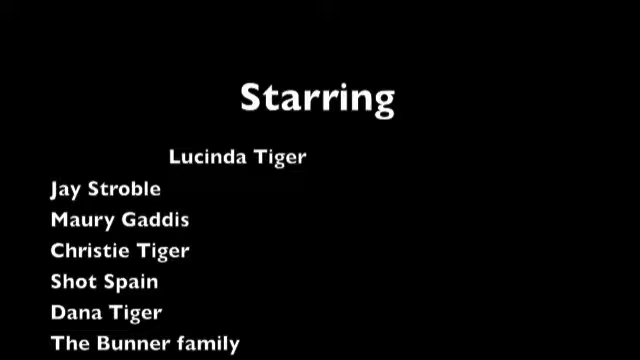 Starring
Lucinda Tiger
Jay Stroble
Maury Gaddis
Christie Tiger
Shot Spain
Dana Tiger
The Bunner family